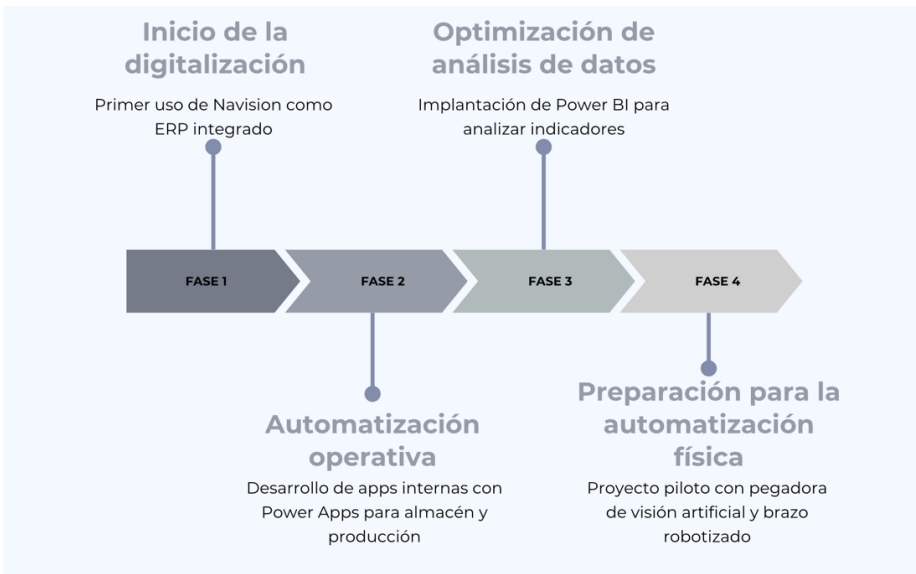 Inicio de la
digitalización
Primer uso de Navision como
ERP integrado
Optimización de
análisis de datos
Implantación de Power BI para
analizar indicadores
FASE 1
FASE 2
FASE 3
FASE 4
Automatización
operativa
Desarrollo de apps internas con
Power Apps para almacén y
producción
Preparación para la
automatización
física
Proyecto piloto con pegadora
de visión artificial y brazo
robotizado